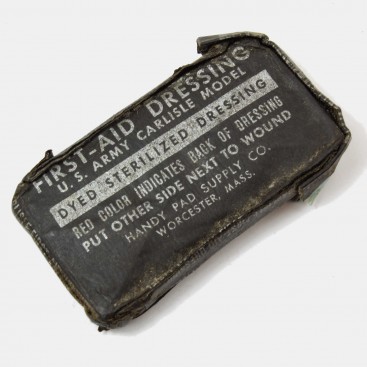 FIRST-AID DRESSING
U.S. ARMY CARLISLE MODEL
DYED STERILIZED DRESSING
RED COLOR INDICATES BACK OF DRESSING
PUT OTHER SIDE NEXT TO WOUND
HANDY PAD SUPPLY CO.
WORCESTER, MASS.